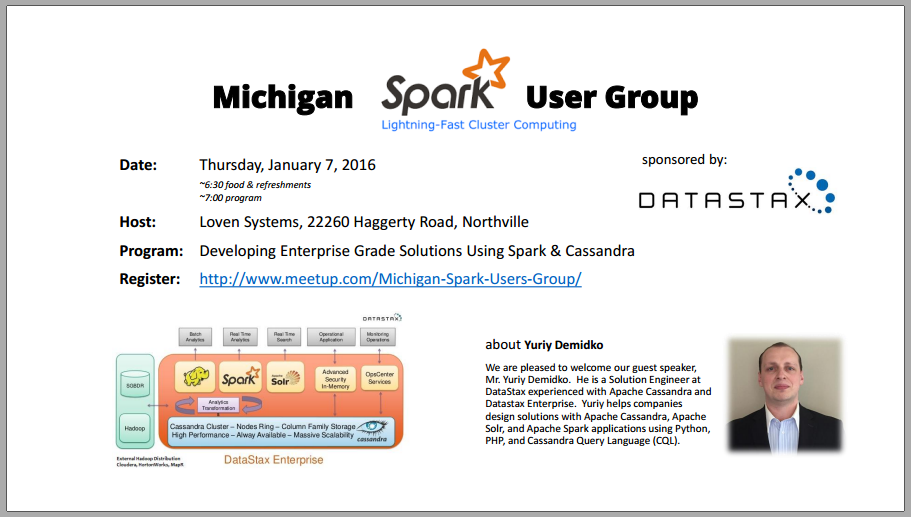 Michigan Spark User Group
Lightning-Fast Cluster Computing
Date: Thursday, January 7, 2016
~6:30 food & refreshments
~7:00 program
Host: Loven Systems, 22260 Haggerty Road, Northville
Program: Developing Enterprise Grade Solutions Using Spark & Cassandra
Register: http://www.meetup.com/Michigan-Spark-Users-Group/
sponsored by:
DATASTAX
DATASTAX
Batch
Analytics
Real Time
Analytics
Real Time
Search
Operational
Application
Monitoring
Operations
SGBDR
Hadoop
Spark
Apache
Solr
Advanced
Security
In-Memory
OpsCenter
Services
Analytics
Transformation
Cassandra Cluster – Nodes Ring – Column Family Storage
High Performance – Alway Available – Massive Scalability
cassandra
External Hadoop Distribution
Cloudera, HortonWorks, MapR
DataStax Enterprise
about Yuriy Demidko
We are pleased to welcome our guest speaker,
Mr. Yuriy Demidko. He is a Solution Engineer at
DataStax experienced with Apache Cassandra and
Datastax Enterprise. Yuriy helps companies
design solutions with Apache Cassandra, Apache
Solr, and Apache Spark applications using Python,
PHP, and Cassandra Query Language (CQL).